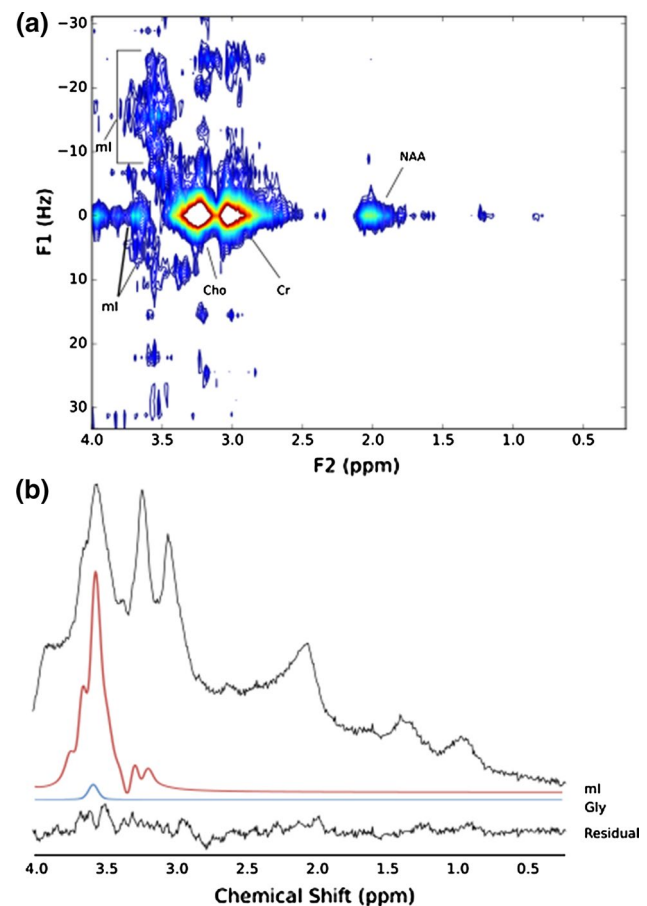 (a)
−30
−20
−10
0
10
20
30
F1 (Hz)
mI
mI
NAA
Cho
Cr
4.0 3.5 3.0 2.5 2.0 1.5 1.0 0.5
F2 (ppm)
(b)
mI
Gly
Residual
4.0 3.5 3.0 2.5 2.0 1.5 1.0 0.5
Chemical Shift (ppm)